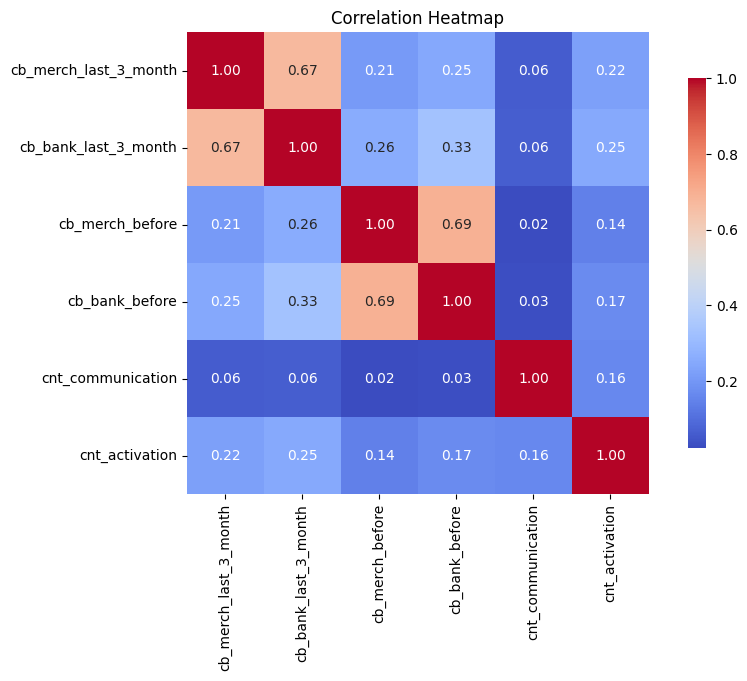 Correlation Heatmap
cb_merch_last_3_month 1.00 0.67 0.21 0.25 0.06 0.22
cb_bank_last_3_month 0.67 1.00 0.26 0.33 0.06 0.25
cb_merch_before 0.21 0.26 1.00 0.69 0.02 0.14
cb_bank_before 0.25 0.33 0.69 1.00 0.03 0.17
cnt_communication 0.06 0.06 0.02 0.03 1.00 0.16
cnt_activation 0.22 0.25 0.14 0.17 0.16 1.00
cb_merch_last_3_month
cb_bank_last_3_month
cb_merch_before
cb_bank_before
cnt_communication
cnt_activation
1.0
0.8
0.6
0.4
0.2